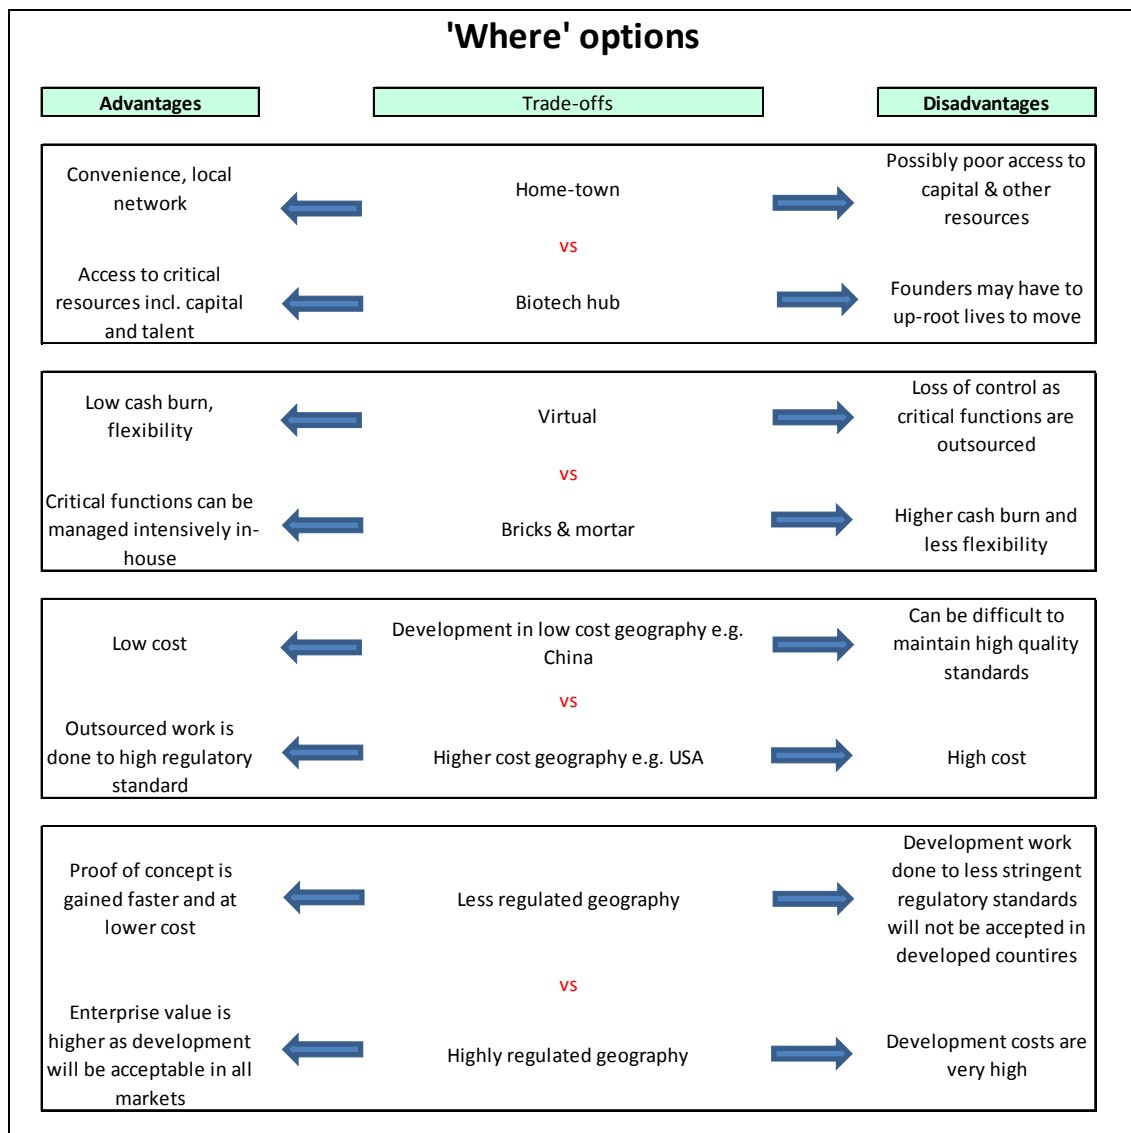 'Where' options
Advantages
Trade-offs
Disadvantages
Convenience, local
network
Home-town
Possibly poor access to
capital & other
resources
vs
Access to critical
resources incl. capital
and talent
Biotech hub
Founders may have to
up-root lives to move
Low cash burn,
flexibility
Virtual
Loss of control as
critical functions are
outsourced
vs
Critical functions can be
managed intensively in-
house
Bricks & mortar
Higher cash burn and
less flexibility
Low cost
Development in low cost geography e.g.
China
Can be difficult to
maintain high quality
standards
vs
Outsourced work is
done to high regulatory
standard
Higher cost geography e.g. USA
High cost
Proof of concept is
gained faster and at
lower cost
Less regulated geography
Development work
done to less stringent
regulatory standards
will not be accepted in
developed countires
vs
Enterprise value is
higher as development
will be acceptable in all
markets
Highly regulated geography
Development costs are
very high